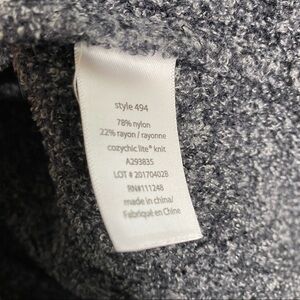 style 494
78% nylon
22% rayon / rayonne
cozychic lite® knit
A293835
LOT # 201704028
RN#111248
made in china/
Fabriqué en Chine